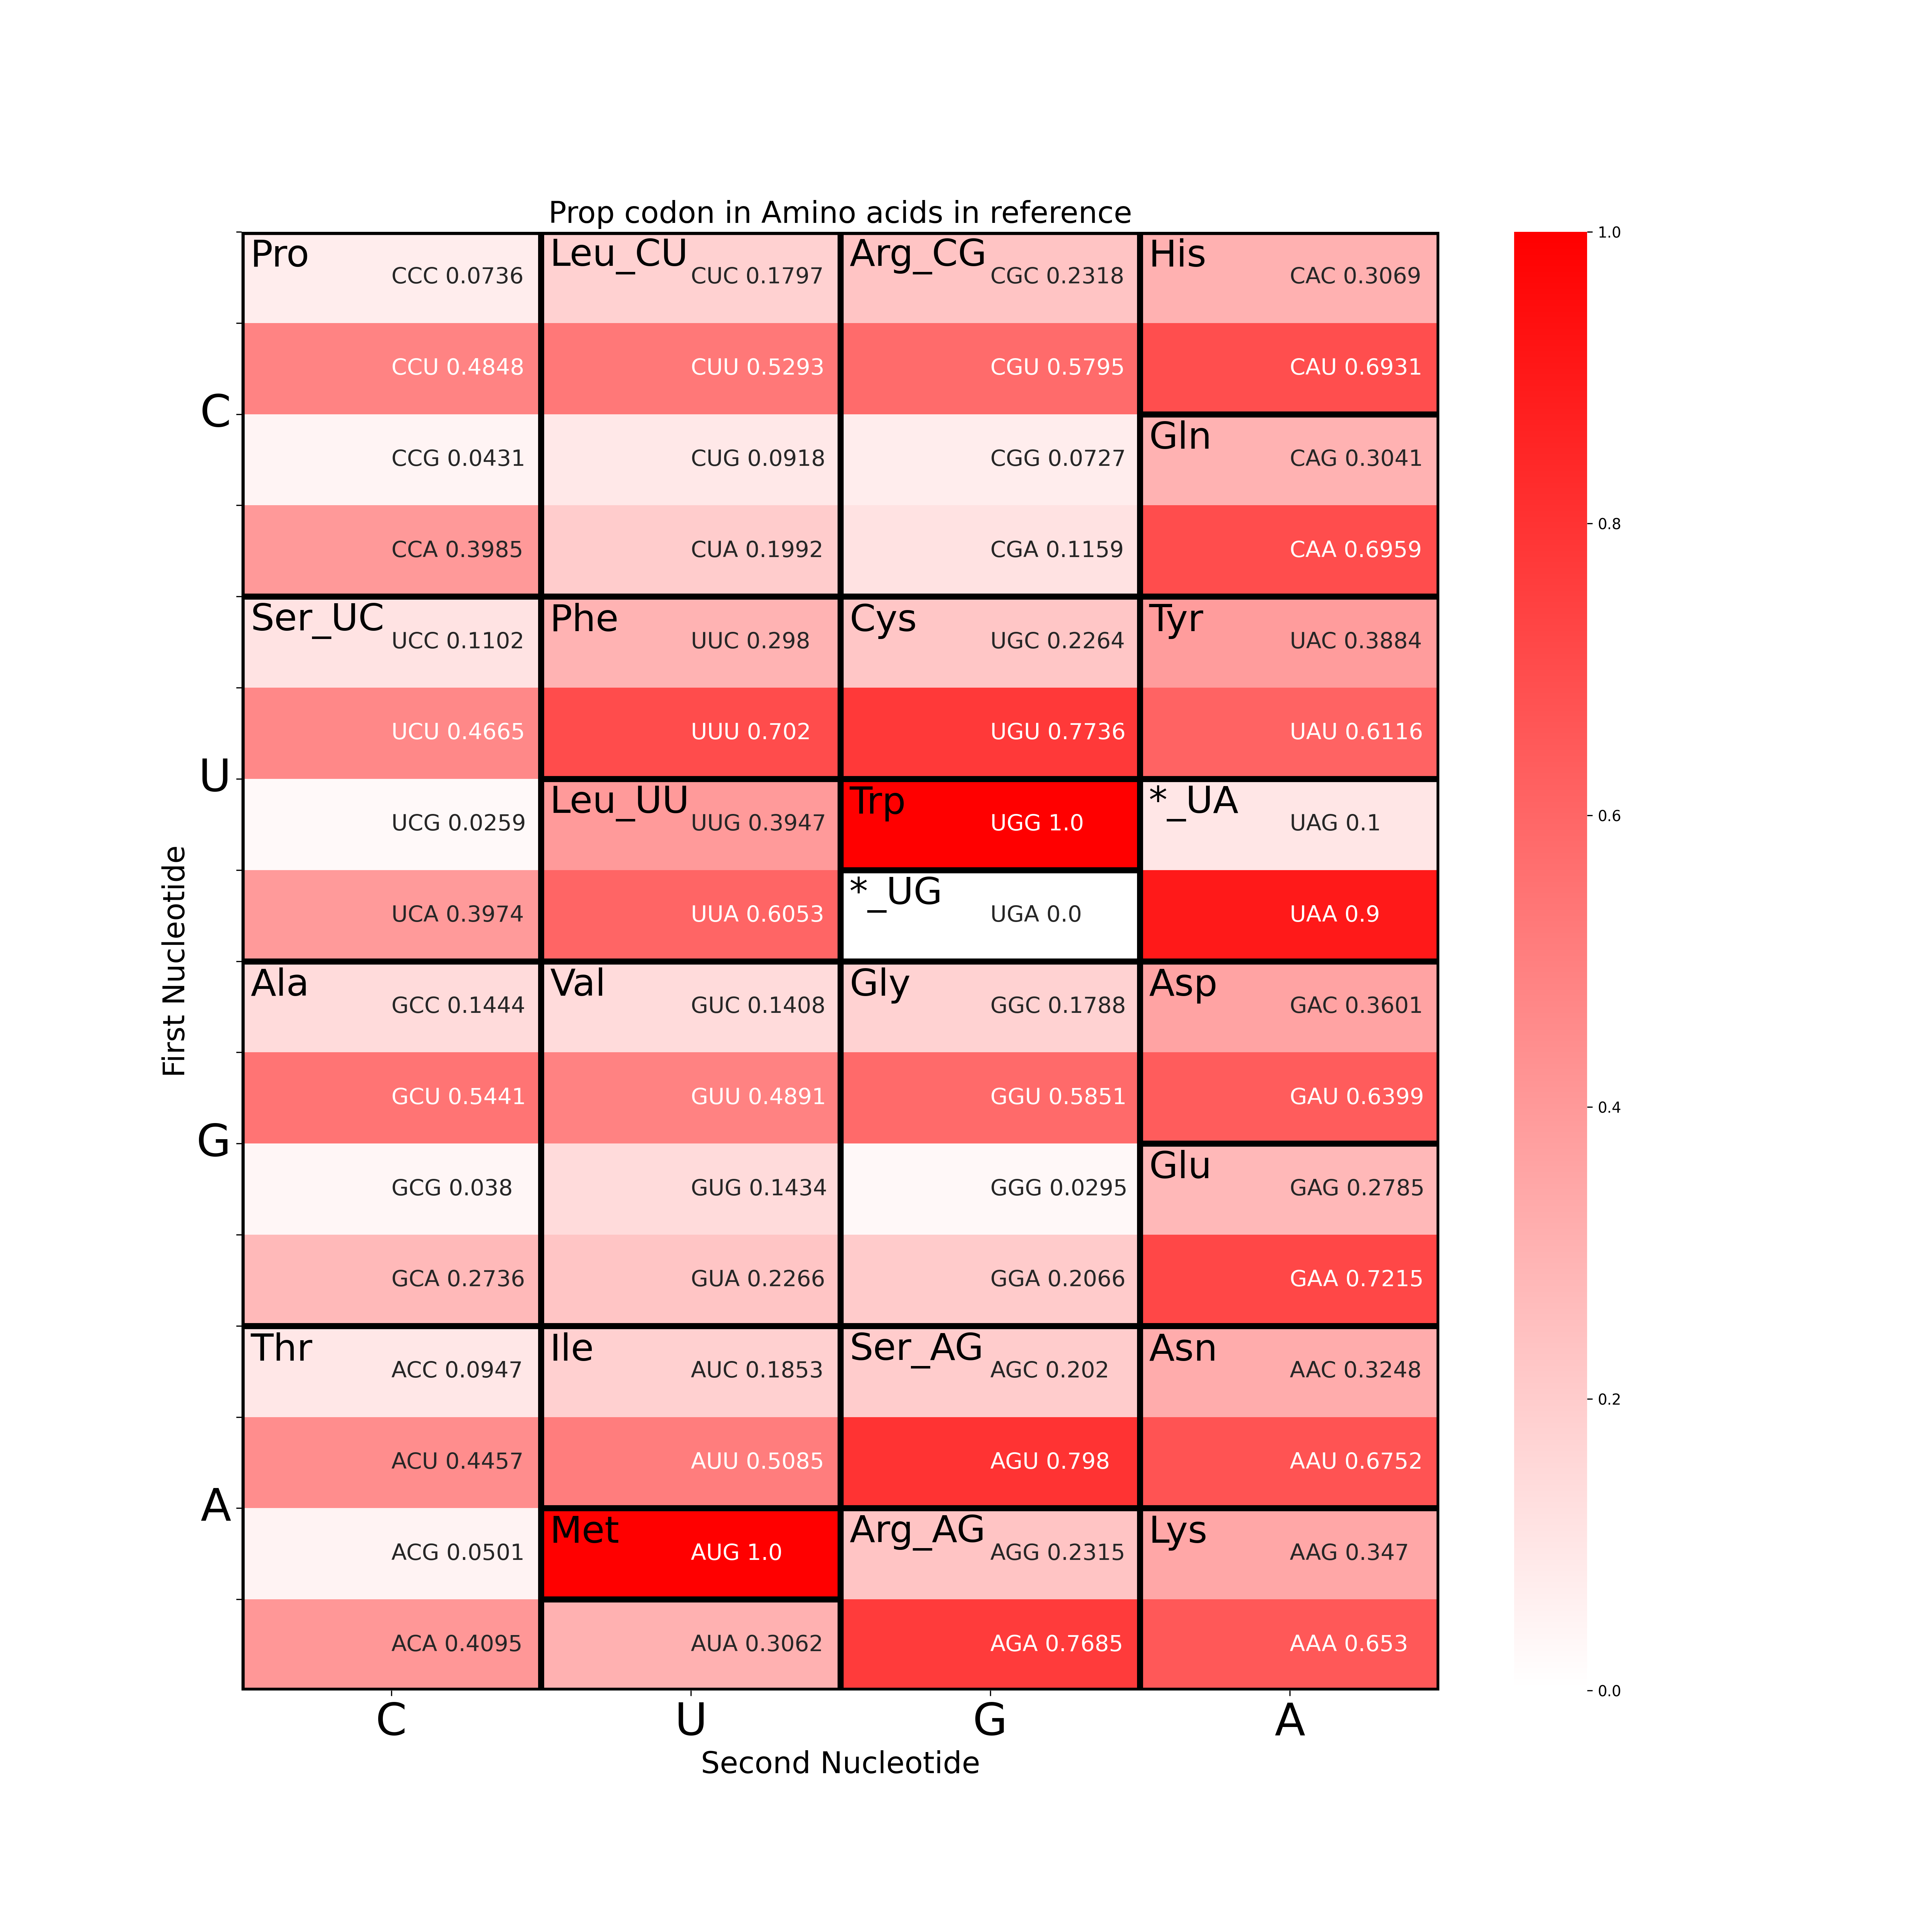 Prop codon in Amino acids in reference
Pro Leu_CU Arg_CG His
CCC 0.0736 CUC 0.1797 CGC 0.2318 CAC 0.3069
CCU 0.4848 CUU 0.5293 CGU 0.5795 CAU 0.6931
C
Gln
CCG 0.0431 CUG 0.0918 CGG 0.0727 CAG 0.3041
CCA 0.3985 CUA 0.1992 CGA 0.1159 CAA 0.6959
Ser_UC Phe Cys Tyr
UCC 0.1102 UUC 0.298 UGC 0.2264 UAC 0.3884
UCU 0.4665 UUU 0.702 UGU 0.7736 UAU 0.6116
U
Leu_UU Trp *_UA
UCG 0.0259 UUG 0.3947 UGG 1.0 UAG 0.1
*_UG
UCA 0.3974 UUA 0.6053 UGA 0.0 UAA 0.9
Ala Val Gly Asp
GCC 0.1444 GUC 0.1408 GGC 0.1788 GAC 0.3601
GCU 0.5441 GUU 0.4891 GGU 0.5851 GAU 0.6399
G
Glu
GCG 0.038 GUG 0.1434 GGG 0.0295 GAG 0.2785
GCA 0.2736 GUA 0.2266 GGA 0.2066 GAA 0.7215
Thr Ile Ser_AG Asn
ACC 0.0947 AUC 0.1853 AGC 0.202 AAC 0.3248
ACU 0.4457 AUU 0.5085 AGU 0.798 AAU 0.6752
A
Met Arg_AG Lys
ACG 0.0501 AUG 1.0 AGG 0.2315 AAG 0.347
ACA 0.4095 AUA 0.3062 AGA 0.7685 AAA 0.653
C U G A
Second Nucleotide
First Nucleotide
1.0
0.8
0.6
0.4
0.2
0.0